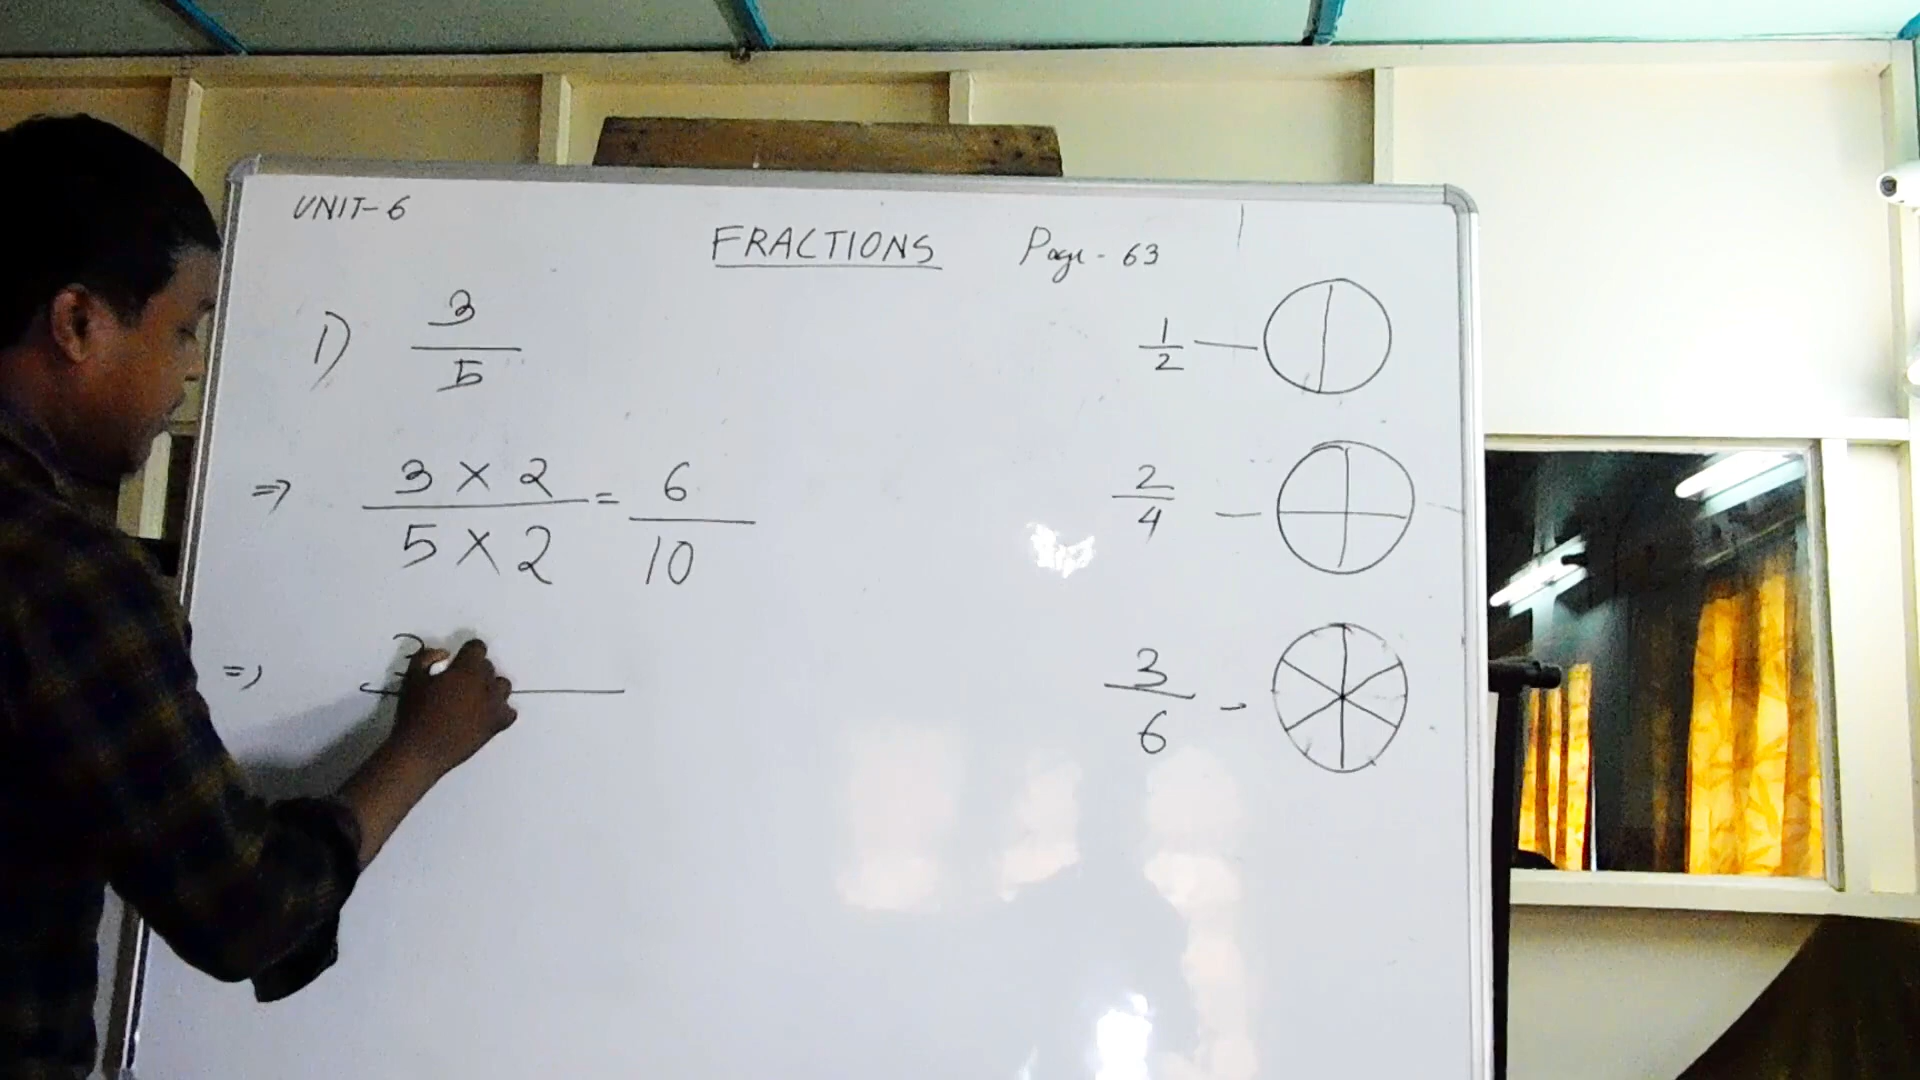 UNIT-6
FRACTIONS Page - 63
1) 3/5
1/2 —
⇒ 3 × 2 / 5 × 2 = 6/10
2/4 —
⇒ 3
3/6 -